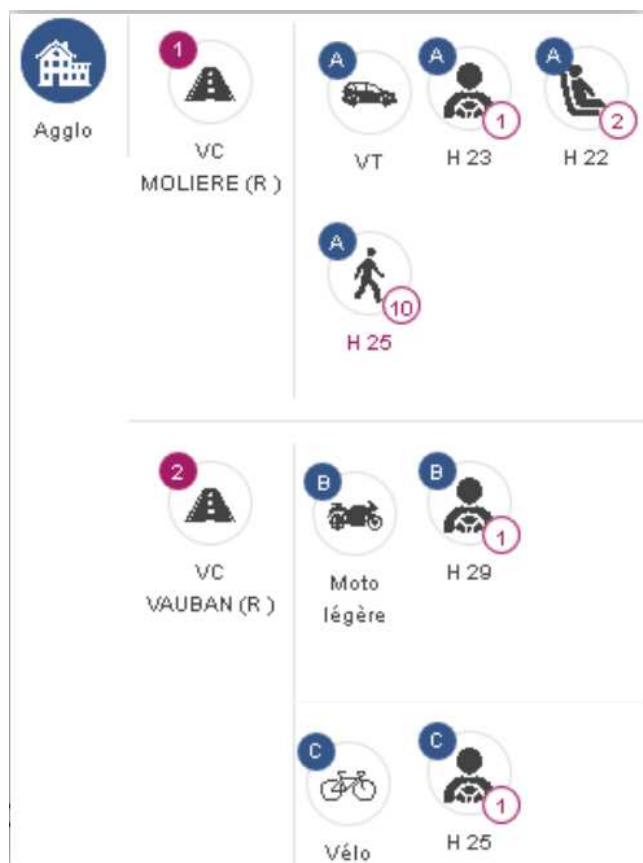 1
A
A
A
1
2
Agglo
VC
MOLIERE (R )
VT
H 23
H 22
A
10
H 25
2
B
B
1
VC
VAUBAN (R )
Moto
légère
H 29
C
C
1
Vélo
H 25